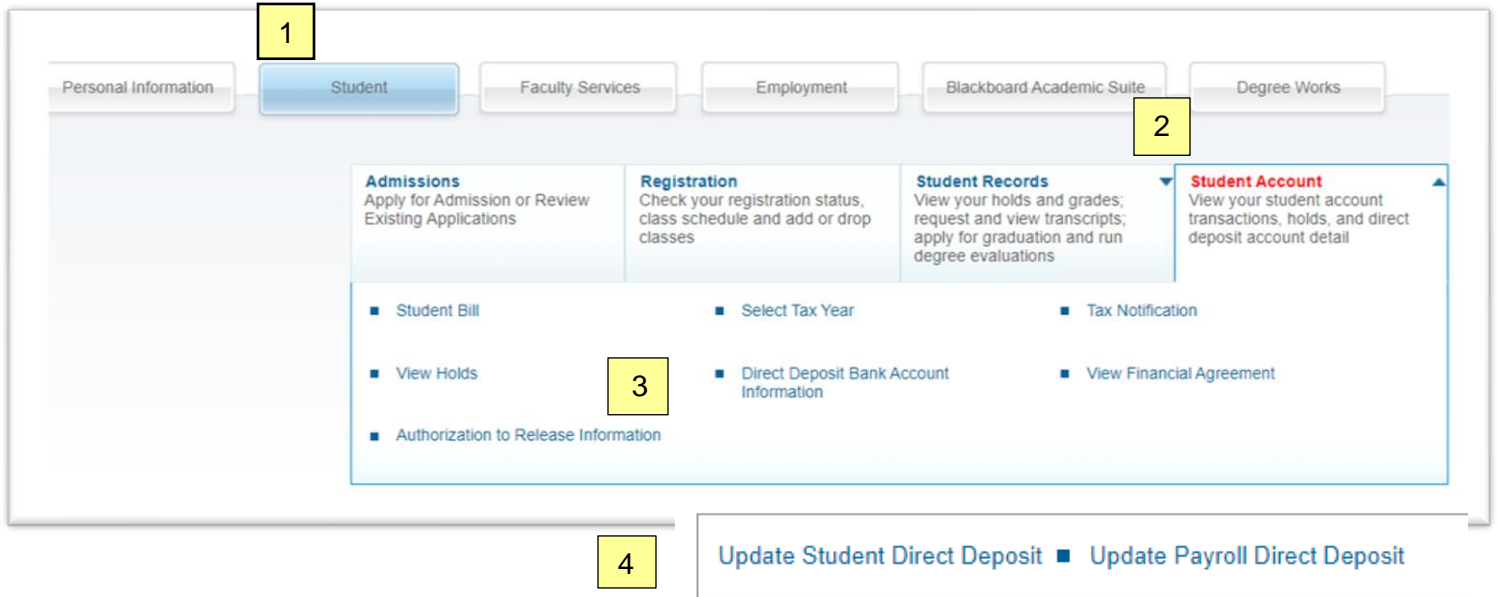 1
Personal Information
Student
Faculty Services
Employment
Blackboard Academic Suite
Degree Works
2
Admissions
Apply for Admission or Review
Existing Applications
Registration
Check your registration status,
class schedule and add or drop
classes
Student Records
View your holds and grades;
request and view transcripts;
apply for graduation and run
degree evaluations
Student Account
View your student account
transactions, holds, and direct
deposit account detail
Student Bill
Select Tax Year
Tax Notification
View Holds
3
Direct Deposit Bank Account
Information
View Financial Agreement
Authorization to Release Information
4
Update Student Direct Deposit ■ Update Payroll Direct Deposit